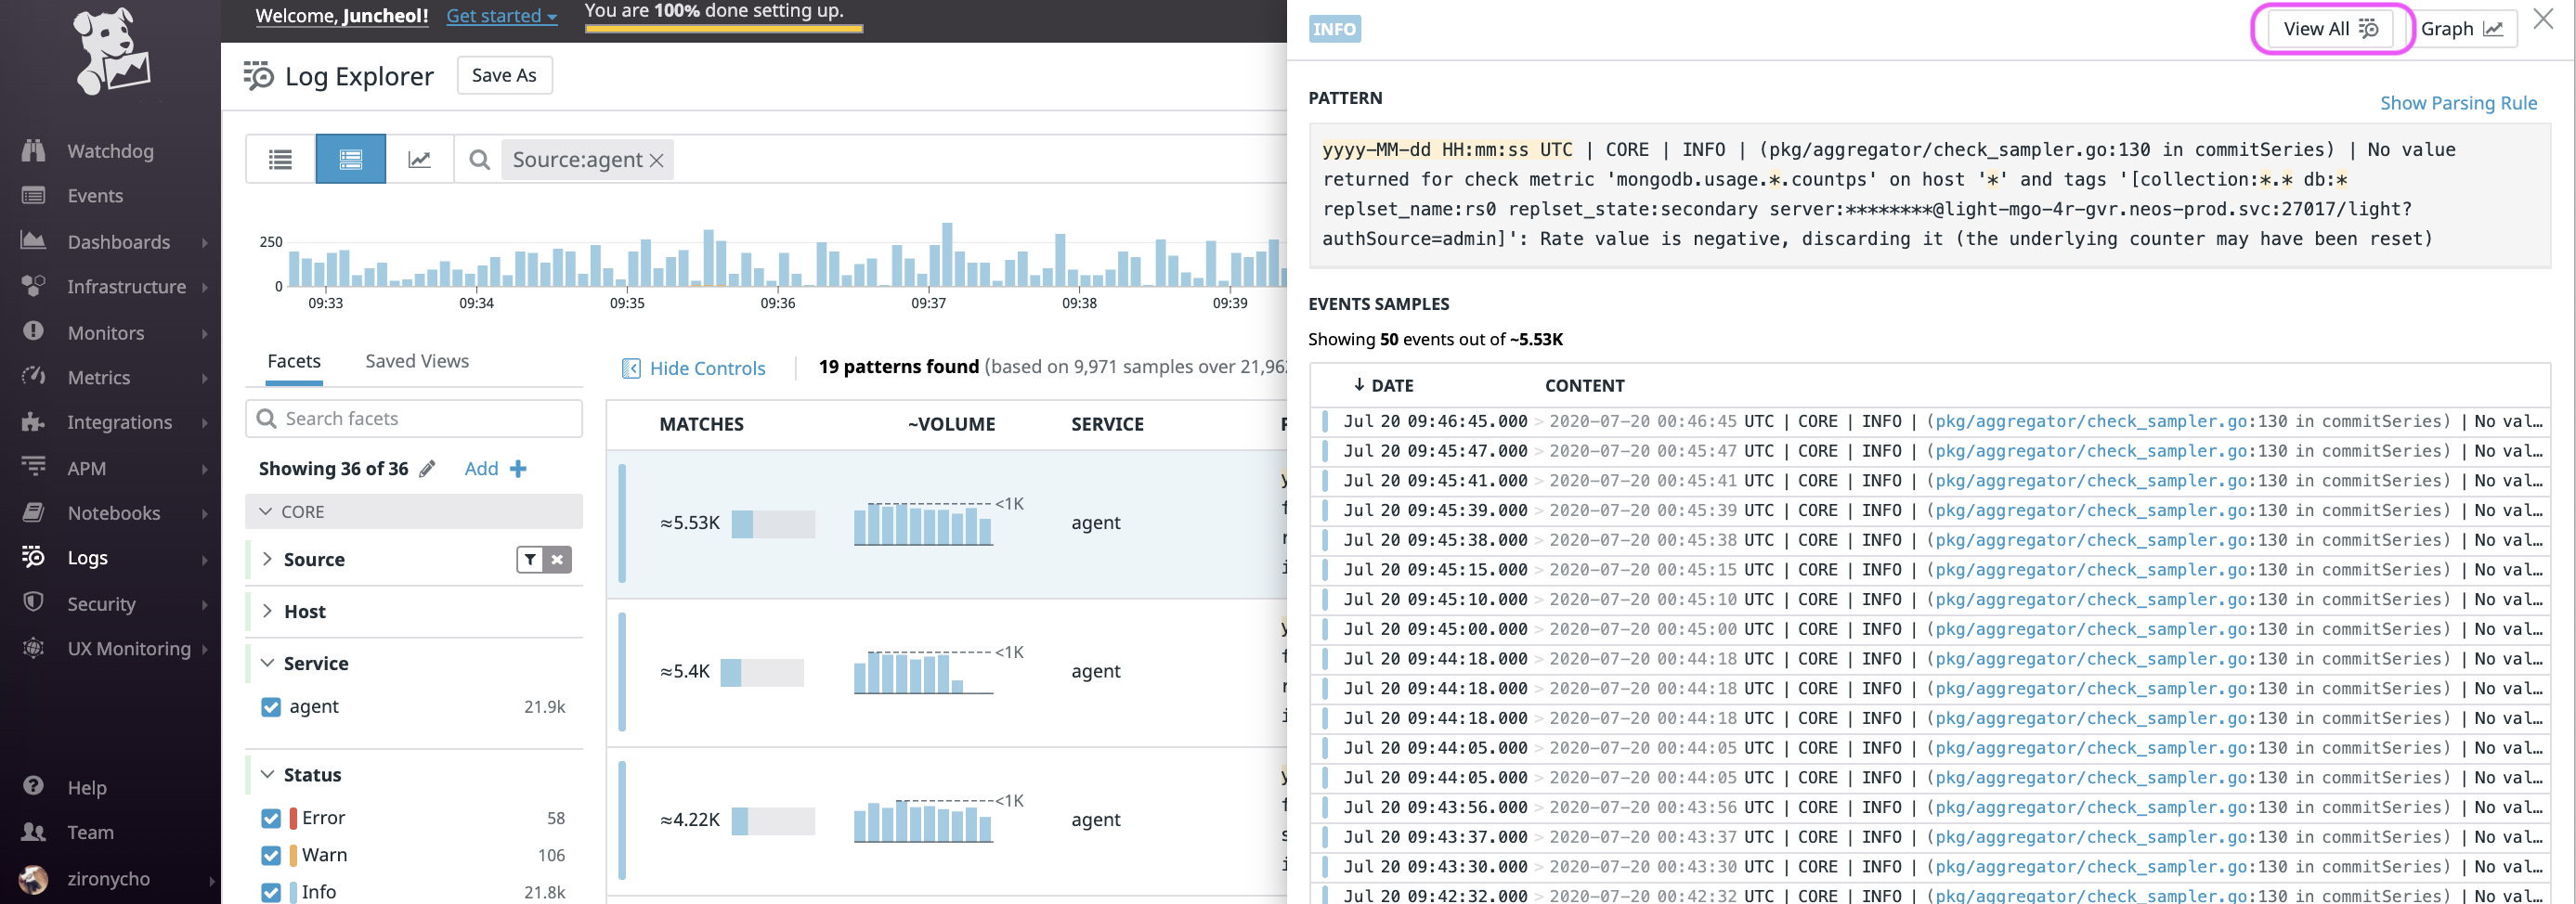 Welcome, Juncheol!
Get started
You are 100% done setting up.
Log Explorer
Save As
Watchdog
Events
Dashboards
Infrastructure
Monitors
Metrics
Integrations
APM
Notebooks
Logs
Security
UX Monitoring
Help
Team
zironycho
Source:agent
250
0
09:33 09:34 09:35 09:36 09:37 09:38 09:39
Facets Saved Views
Search facets
Showing 36 of 36 Add
CORE
Source
Host
Service
agent 21.9k
Status
Error 58
Warn 106
Info 21.8k
Hide Controls
19 patterns found (based on 9,971 samples over 21,96
MATCHES ~VOLUME SERVICE
≈5.53K <1K agent
≈5.4K <1K agent
≈4.22K <1K agent
INFO
View All
Graph
PATTERN
Show Parsing Rule
yyyy-MM-dd HH:mm:ss UTC | CORE | INFO | (pkg/aggregator/check_sampler.go:130 in commitSeries) | No value
returned for check metric 'mongodb.usage.*.countps' on host '*' and tags '[collection:*.* db:*
replset_name:rs0 replset_state:secondary server:********@light-mgo-4r-gvr.neos-prod.svc:27017/light?
authSource=admin]': Rate value is negative, discarding it (the underlying counter may have been reset)
EVENTS SAMPLES
Showing 50 events out of ~5.53K
↓ DATE CONTENT
Jul 20 09:46:45.000 > 2020-07-20 00:46:45 UTC | CORE | INFO | (pkg/aggregator/check_sampler.go:130 in commitSeries) | No val…
Jul 20 09:45:47.000 > 2020-07-20 00:45:47 UTC | CORE | INFO | (pkg/aggregator/check_sampler.go:130 in commitSeries) | No val…
Jul 20 09:45:41.000 > 2020-07-20 00:45:41 UTC | CORE | INFO | (pkg/aggregator/check_sampler.go:130 in commitSeries) | No val…
Jul 20 09:45:39.000 > 2020-07-20 00:45:39 UTC | CORE | INFO | (pkg/aggregator/check_sampler.go:130 in commitSeries) | No val…
Jul 20 09:45:38.000 > 2020-07-20 00:45:38 UTC | CORE | INFO | (pkg/aggregator/check_sampler.go:130 in commitSeries) | No val…
Jul 20 09:45:15.000 > 2020-07-20 00:45:15 UTC | CORE | INFO | (pkg/aggregator/check_sampler.go:130 in commitSeries) | No val…
Jul 20 09:45:10.000 > 2020-07-20 00:45:10 UTC | CORE | INFO | (pkg/aggregator/check_sampler.go:130 in commitSeries) | No val…
Jul 20 09:45:00.000 > 2020-07-20 00:45:00 UTC | CORE | INFO | (pkg/aggregator/check_sampler.go:130 in commitSeries) | No val…
Jul 20 09:44:18.000 > 2020-07-20 00:44:18 UTC | CORE | INFO | (pkg/aggregator/check_sampler.go:130 in commitSeries) | No val…
Jul 20 09:44:18.000 > 2020-07-20 00:44:18 UTC | CORE | INFO | (pkg/aggregator/check_sampler.go:130 in commitSeries) | No val…
Jul 20 09:44:18.000 > 2020-07-20 00:44:18 UTC | CORE | INFO | (pkg/aggregator/check_sampler.go:130 in commitSeries) | No val…
Jul 20 09:44:05.000 > 2020-07-20 00:44:05 UTC | CORE | INFO | (pkg/aggregator/check_sampler.go:130 in commitSeries) | No val…
Jul 20 09:44:05.000 > 2020-07-20 00:44:05 UTC | CORE | INFO | (pkg/aggregator/check_sampler.go:130 in commitSeries) | No val…
Jul 20 09:43:56.000 > 2020-07-20 00:43:56 UTC | CORE | INFO | (pkg/aggregator/check_sampler.go:130 in commitSeries) | No val…
Jul 20 09:43:37.000 > 2020-07-20 00:43:37 UTC | CORE | INFO | (pkg/aggregator/check_sampler.go:130 in commitSeries) | No val…
Jul 20 09:43:30.000 > 2020-07-20 00:43:30 UTC | CORE | INFO | (pkg/aggregator/check_sampler.go:130 in commitSeries) | No val…
Jul 20 09:42:32.000 > 2020-07-20 00:42:32 UTC | CORE | INFO | (pkg/aggregator/check_sampler.go:130 in commitSeries) | No val…